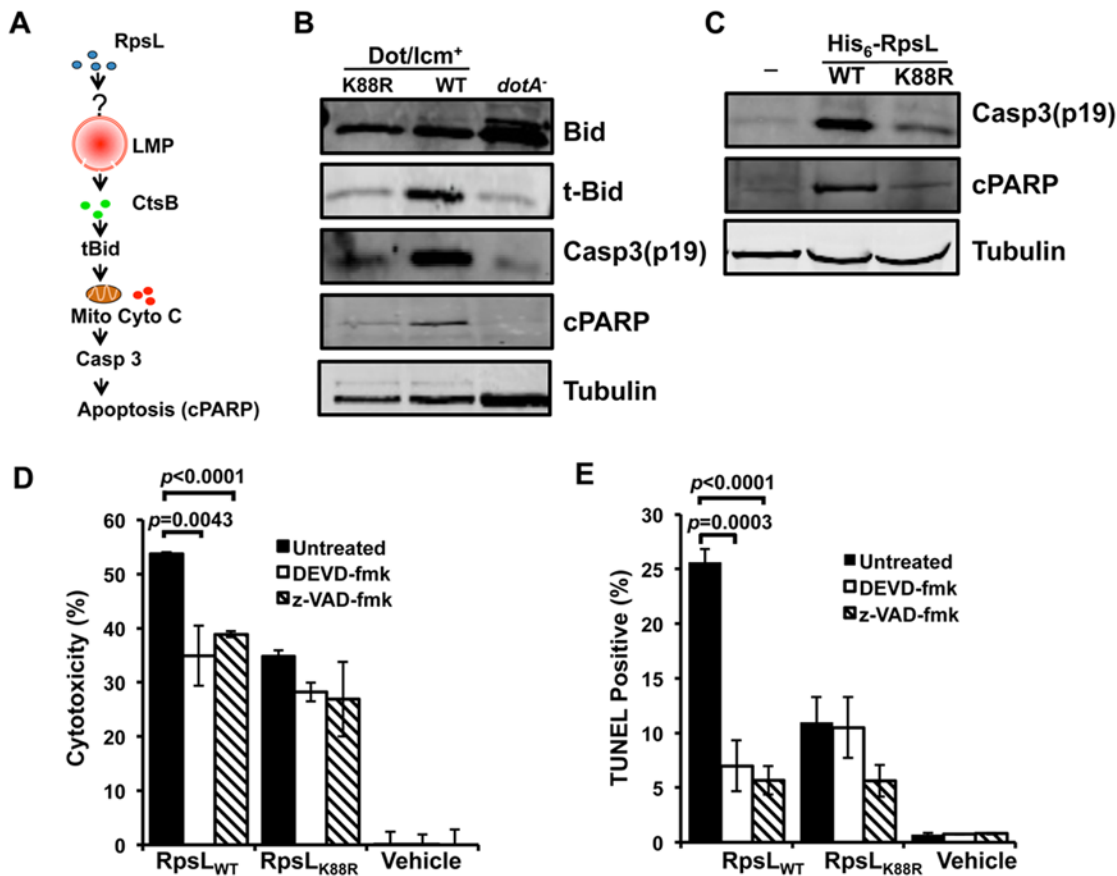 A
RpsL
?
LMP
CtsB
tBid
Mito Cyto C
Casp 3
Apoptosis (cPARP)
B
Dot/Icm+
K88R WT dotA-
Bid
t-Bid
Casp3(p19)
cPARP
Tubulin
C
His6-RpsL
– WT K88R
Casp3(p19)
cPARP
Tubulin
D
p<0.0001
p=0.0043
Cytotoxicity (%)
60
50
40
30
20
10
0
Untreated
DEVD-fmk
z-VAD-fmk
RpsLWT RpsLK88R Vehicle
E
p<0.0001
p=0.0003
TUNEL Positive (%)
30
25
20
15
10
5
0
Untreated
DEVD-fmk
z-VAD-fmk
RpsLWT RpsLK88R Vehicle